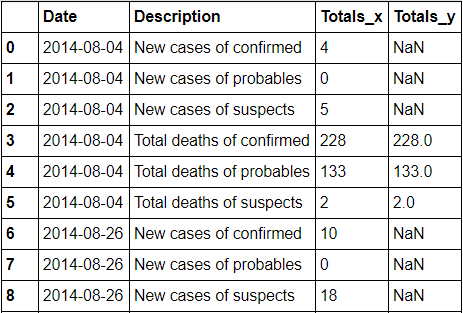 Date Description Totals_x Totals_y
0 2014-08-04 New cases of confirmed 4 NaN
1 2014-08-04 New cases of probables 0 NaN
2 2014-08-04 New cases of suspects 5 NaN
3 2014-08-04 Total deaths of confirmed 228 228.0
4 2014-08-04 Total deaths of probables 133 133.0
5 2014-08-04 Total deaths of suspects 2 2.0
6 2014-08-26 New cases of confirmed 10 NaN
7 2014-08-26 New cases of probables 0 NaN
8 2014-08-26 New cases of suspects 18 NaN